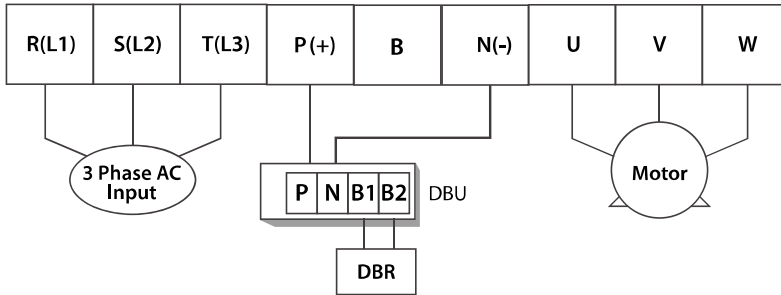 R(L1) S(L2) T(L3) P(+) B N(-) U V W
3 Phase AC
Input
P N B1 B2 DBU
Motor
DBR